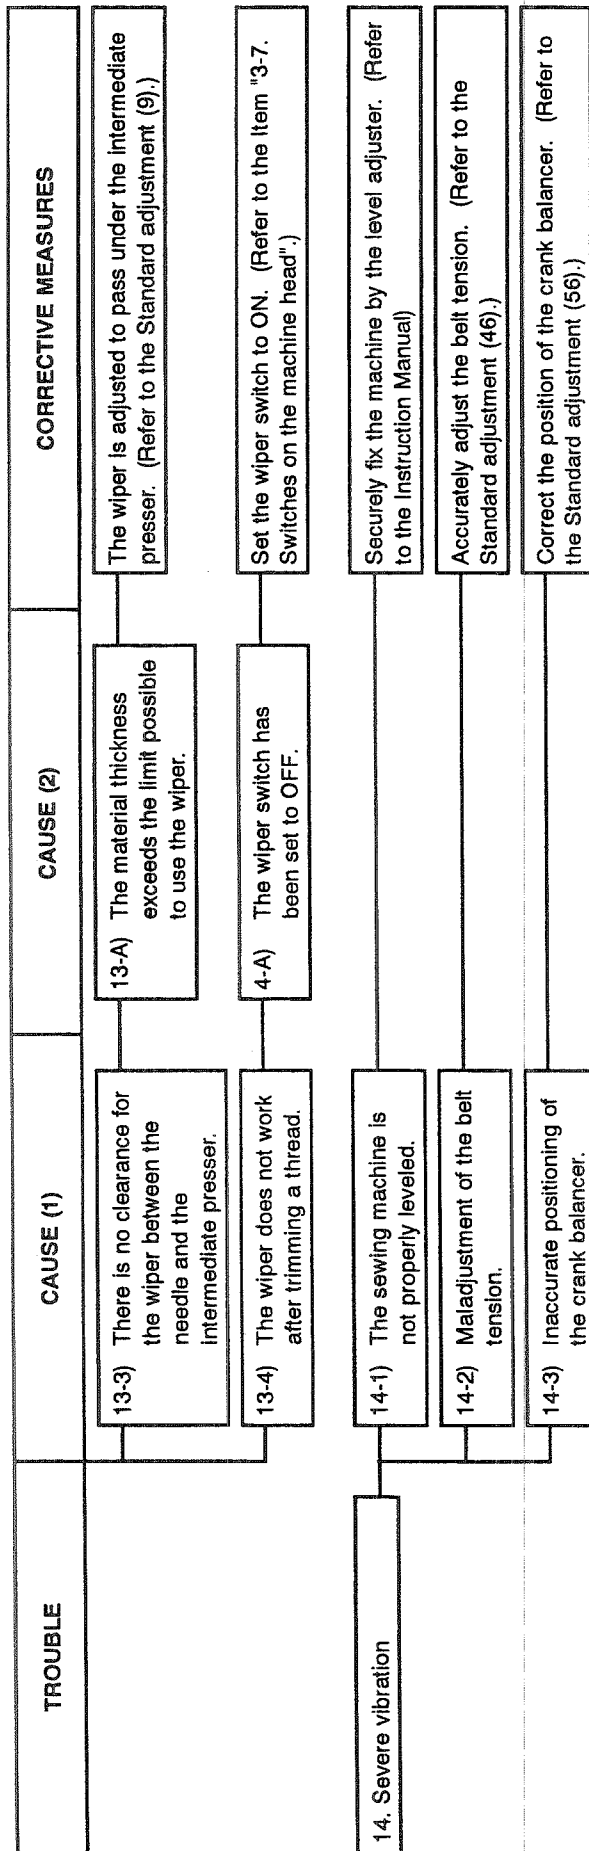 TROUBLE
CAUSE (1)
CAUSE (2)
CORRECTIVE MEASURES
13-3) There is no clearance for
the wiper between the
needle and the
intermediate presser.
13-A) The material thickness
exceeds the limit possible
to use the wiper.
The wiper is adjusted to pass under the intermediate
presser. (Refer to the Standard adjustment (9).)
13-4) The wiper does not work
after trimming a thread.
4-A) The wiper switch has
been set to OFF.
Set the wiper switch to ON. (Refer to the Item "3-7.
Switches on the machine head".)
14. Severe vibration
14-1) The sewing machine is
not properly leveled.
Securely fix the machine by the level adjuster. (Refer
to the Instruction Manual)
14-2) Maladjustment of the belt
tension.
Accurately adjust the belt tension. (Refer to the
Standard adjustment (46).)
14-3) Inaccurate positioning of
the crank balancer.
Correct the position of the crank balancer. (Refer to
the Standard adjustment (56).)